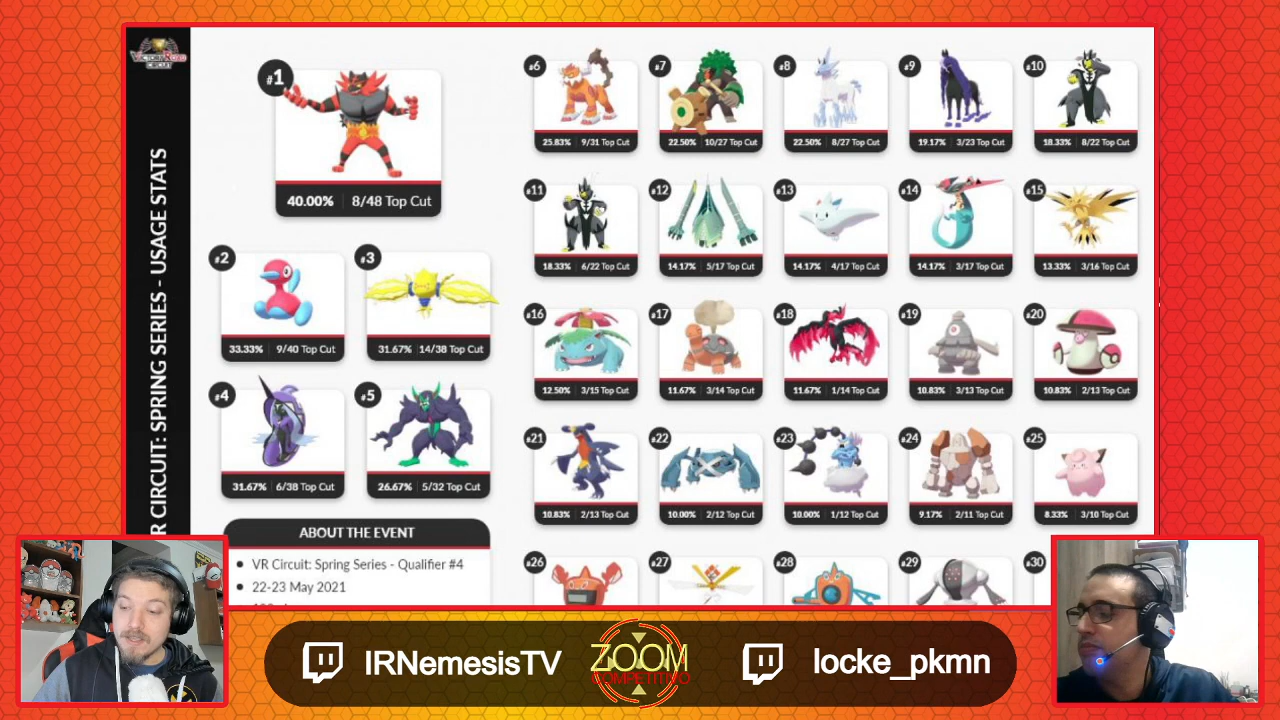 VICTORY ROAD
CIRCUIT
R CIRCUIT: SPRING SERIES - USAGE STATS
#1
40.00% | 8/48 Top Cut
#2
33.33% | 9/40 Top Cut
#3
31.67% | 14/38 Top Cut
#4
31.67% | 6/38 Top Cut
#5
26.67% | 5/32 Top Cut
ABOUT THE EVENT
• VR Circuit: Spring Series - Qualifier #4
• 22-23 May 2021
#6
25.83% | 9/31 Top Cut
#7
22.50% | 10/27 Top Cut
#8
22.50% | 8/27 Top Cut
#9
19.17% | 3/23 Top Cut
#10
18.33% | 8/22 Top Cut
#11
18.33% | 6/22 Top Cut
#12
14.17% | 5/17 Top Cut
#13
14.17% | 4/17 Top Cut
#14
14.17% | 3/17 Top Cut
#15
13.33% | 3/16 Top Cut
#16
12.50% | 3/15 Top Cut
#17
11.67% | 3/14 Top Cut
#18
11.67% | 1/14 Top Cut
#19
10.83% | 3/13 Top Cut
#20
10.83% | 2/13 Top Cut
#21
10.83% | 2/13 Top Cut
#22
10.00% | 2/12 Top Cut
#23
10.00% | 1/12 Top Cut
#24
9.17% | 2/11 Top Cut
#25
8.33% | 3/10 Top Cut
#26
#27
#28
#29
#30
IRNemesisTV
ZOOM
COMPETITIVO
locke_pkmn